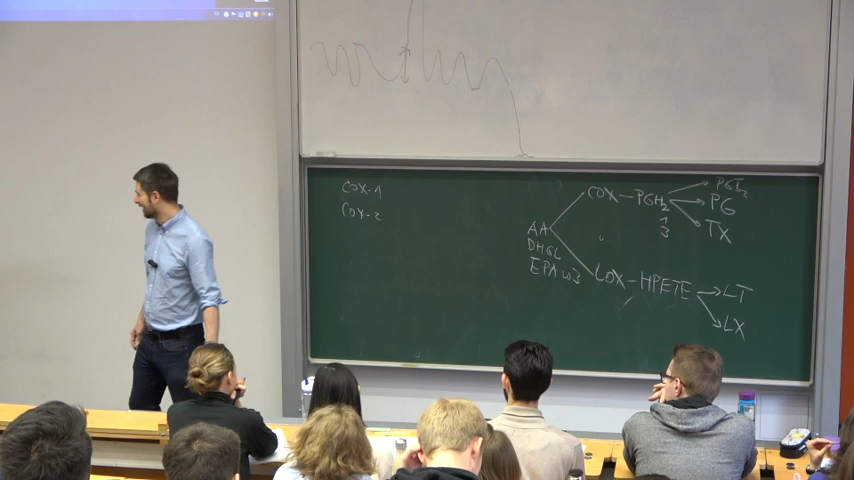 COX-1
COX-2
AA
DHGL
EPA ω3
COX - PGH2
1
3
PGI2
PG
TX
LOX - HPETE
LT
LX